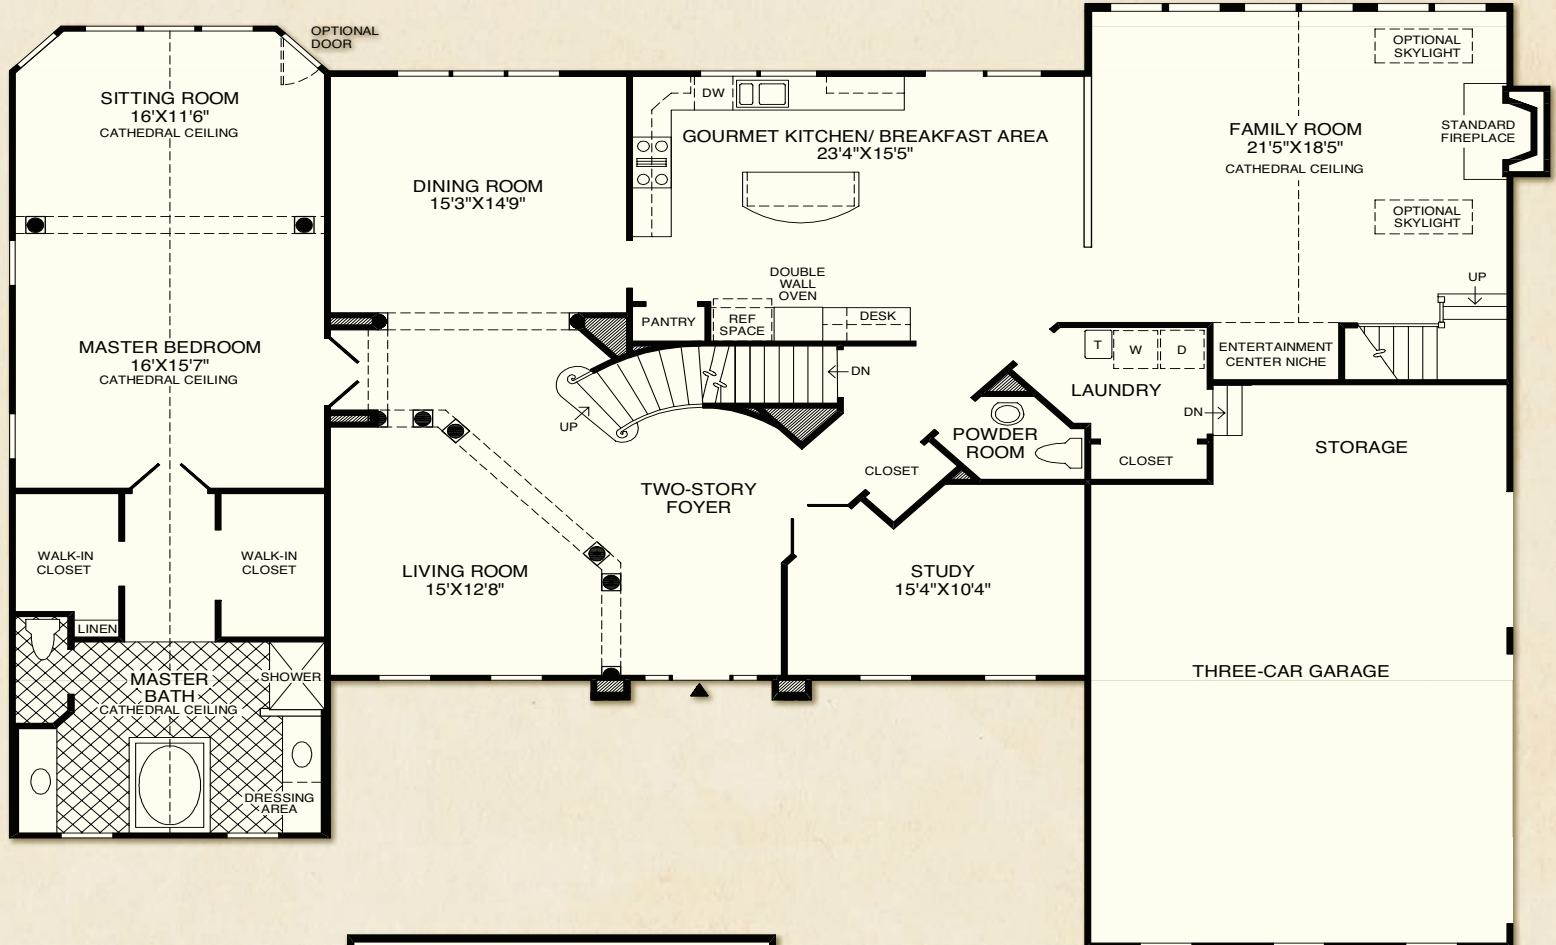 OPTIONAL
DOOR
SITTING ROOM
16'X11'6"
CATHEDRAL CEILING
DINING ROOM
15'3"X14'9"
DW
GOURMET KITCHEN/ BREAKFAST AREA
23'4"X15'5"
FAMILY ROOM
21'5"X18'5"
CATHEDRAL CEILING
OPTIONAL
SKYLIGHT
STANDARD
FIREPLACE
OPTIONAL
SKYLIGHT
UP
MASTER BEDROOM
16'X15'7"
CATHEDRAL CEILING
DOUBLE
WALL
OVEN
PANTRY
REF
SPACE
DESK
DN
UP
T
W
D
LAUNDRY
ENTERTAINMENT
CENTER NICHE
DN
STORAGE
POWDER
ROOM
CLOSET
CLOSET
TWO-STORY
FOYER
WALK-IN
CLOSET
WALK-IN
CLOSET
LIVING ROOM
15'X12'8"
STUDY
15'4"X10'4"
LINEN
MASTER
BATH
CATHEDRAL CEILING
SHOWER
THREE-CAR GARAGE
DRESSING
AREA